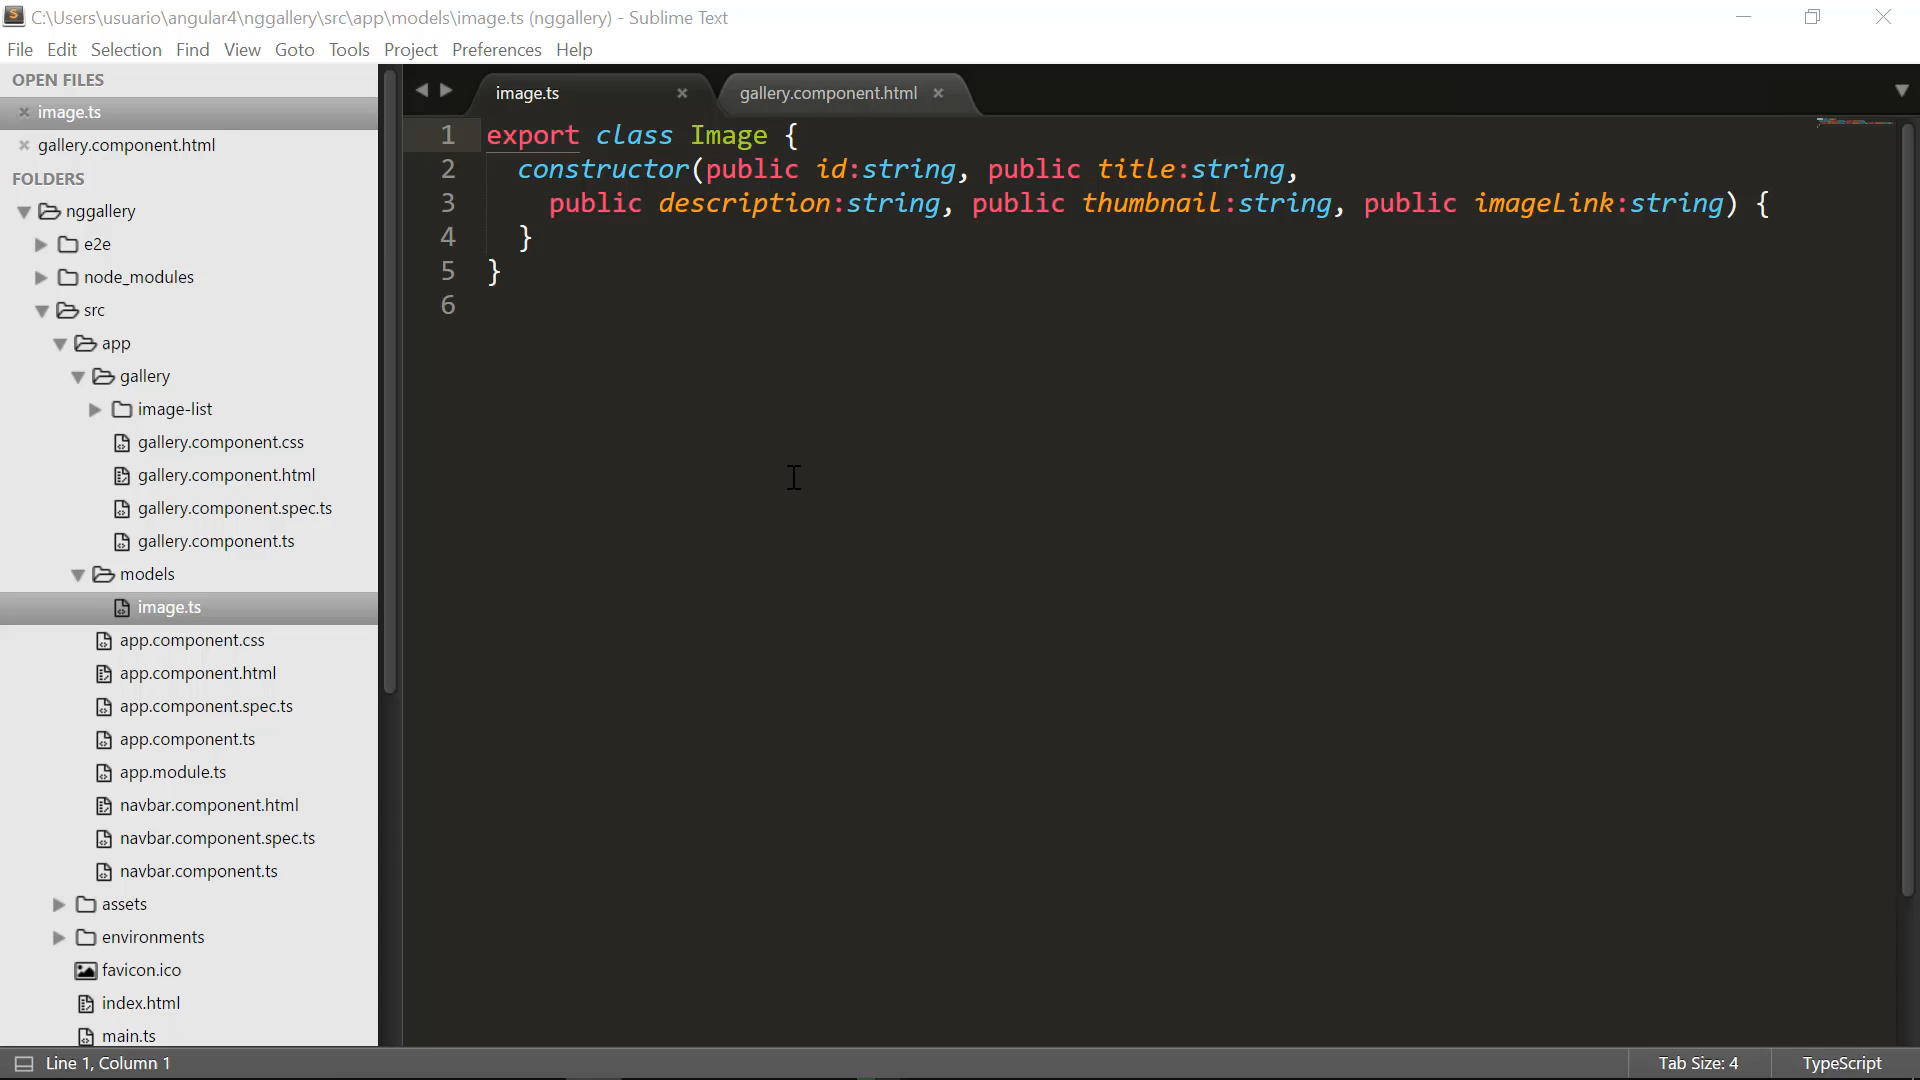 C:\Users\usuario\angular4\nggallery\src\app\models\image.ts (nggallery) - Sublime Text
File Edit Selection Find View Goto Tools Project Preferences Help
OPEN FILES
image.ts
gallery.component.html
FOLDERS
nggallery
e2e
node_modules
src
app
gallery
image-list
gallery.component.css
gallery.component.html
gallery.component.spec.ts
gallery.component.ts
models
image.ts
app.component.css
app.component.html
app.component.spec.ts
app.component.ts
app.module.ts
navbar.component.html
navbar.component.spec.ts
navbar.component.ts
assets
environments
favicon.ico
index.html
main.ts
image.ts gallery.component.html
1 export class Image {
2 constructor(public id:string, public title:string,
3 public description:string, public thumbnail:string, public imageLink:string) {
4 }
5 }
6
Line 1, Column 1 Tab Size: 4 TypeScript